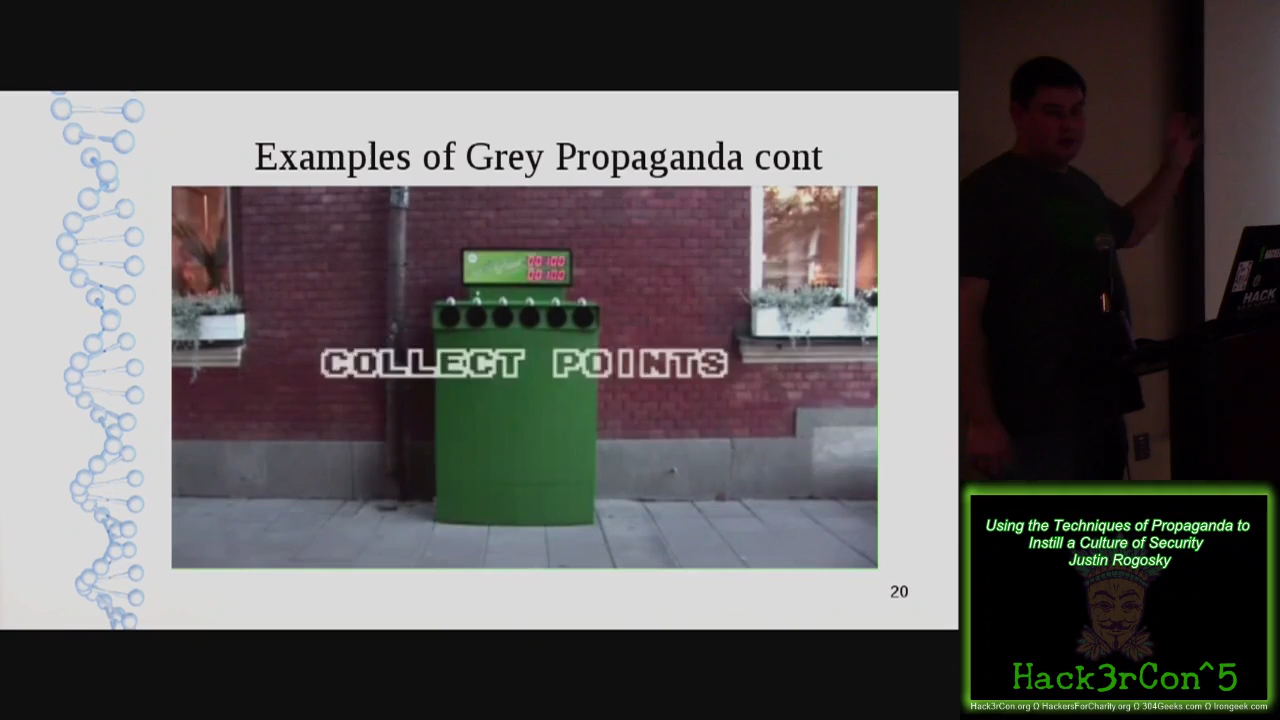 Examples of Grey Propaganda cont
COLLECT POINTS
20
HACK
Using the Techniques of Propaganda to
Instill a Culture of Security
Justin Rogosky
Hack3rCon^5
Hack3rCon.org Ω HackersForCharity.org Ω 304Geeks.com Ω Irongeek.com